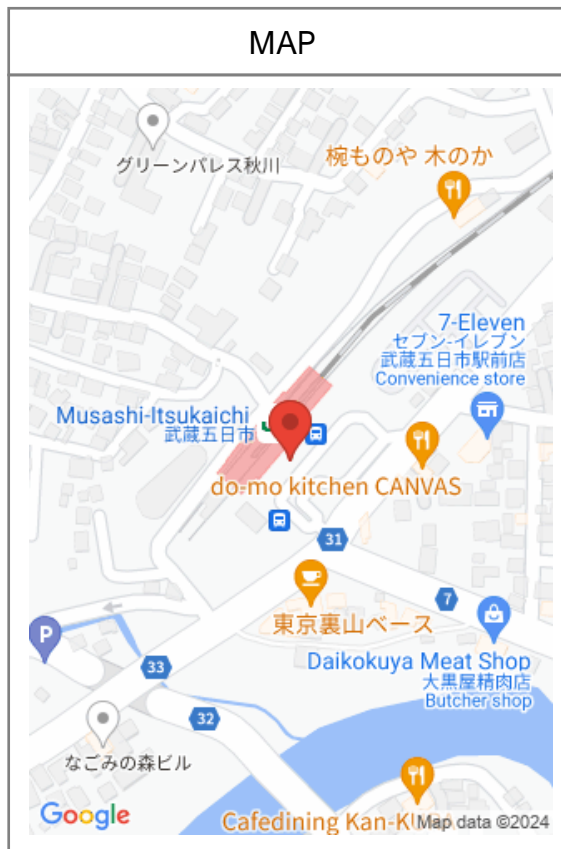 MAP
グリーンパレス秋川
椀ものや 木のか
7-Eleven
セブン-イレブン
武蔵五日市駅前店
Convenience store
Musashi-Itsukaichi
武蔵五日市
do-mo kitchen CANVAS
31
7
東京裏山ベース
P
Daikokuya Meat Shop
大黒屋精肉店
Butcher shop
33
32
なごみの森ビル
Google
Cafedining
Map data ©2024